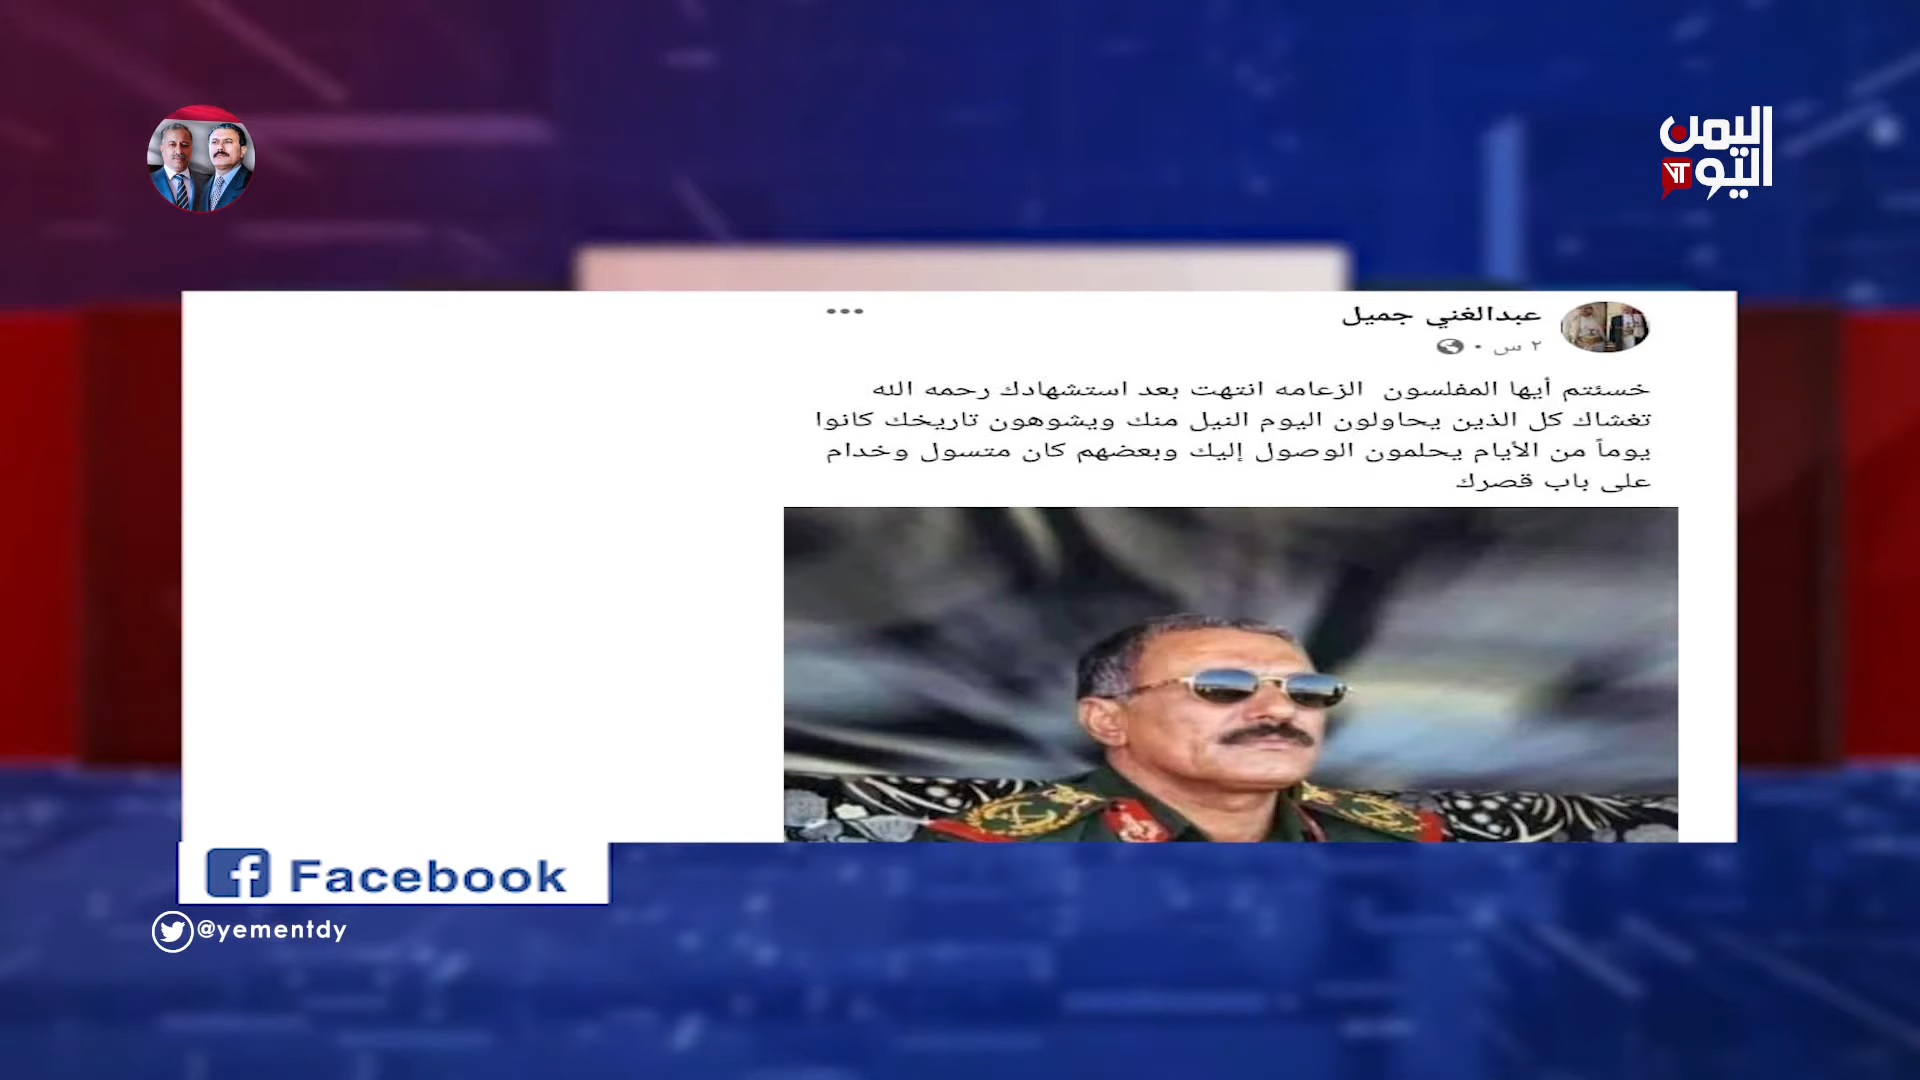 اليمن
اليوم
YT
عبدالغني جميل
٢ س
خسئتم أيها المفلسون الزعامه انتهت بعد استشهادك رحمه الله
تغشاك كل الذين يحاولون اليوم النيل منك ويشوهون تاريخك كانوا
يوماً من الأيام يحلمون الوصول إليك وبعضهم كان متسول وخدام
على باب قصرك
Facebook
@yementdy